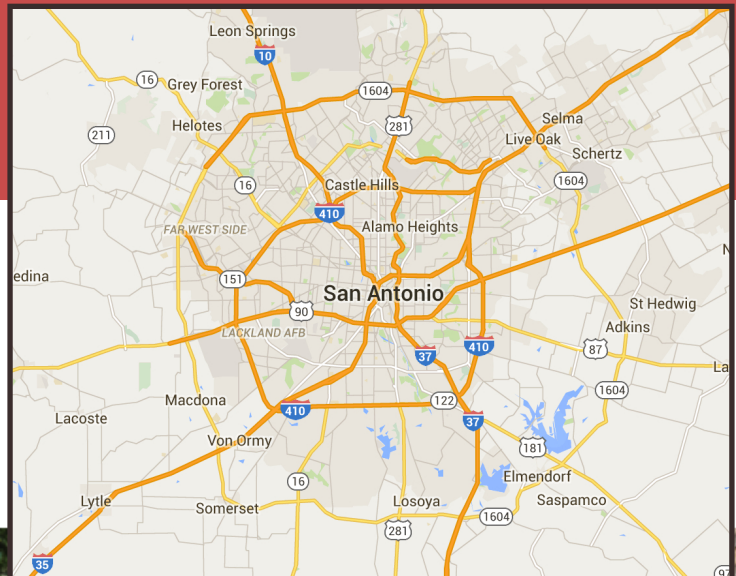 Leon Springs
10
16
Grey Forest
1604
281
Helotes
211
Selma
Live Oak
Schertz
16
Castle Hills
1604
410
Alamo Heights
FAR WEST SIDE
edina
151
San Antonio
90
St Hedwig
LACKLAND AFB
Adkins
37
410
87
La
Macdona
122
1604
410
Lacoste
37
Von Ormy
181
Elmendorf
16
Lytle
Somerset
Losoya
Saspamco
1604
281
35
97